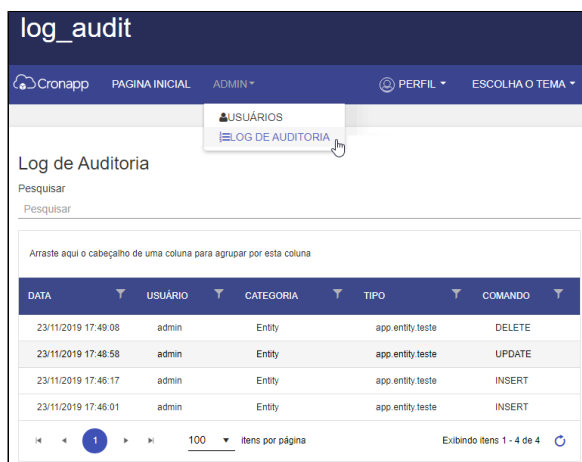 log_audit
Cronapp PAGINA INICIAL ADMIN PERFIL ESCOLHA O TEMA
USUÁRIOS
LOG DE AUDITORIA
Log de Auditoria
Pesquisar
Pesquisar
Arraste aqui o cabeçalho de uma coluna para agrupar por esta coluna
DATA USUÁRIO CATEGORIA TIPO COMANDO
23/11/2019 17:49:08 admin Entity app.entity.teste DELETE
23/11/2019 17:48:58 admin Entity app.entity.teste UPDATE
23/11/2019 17:46:17 admin Entity app.entity.teste INSERT
23/11/2019 17:46:01 admin Entity app.entity.teste INSERT
1 100 itens por página Exibindo itens 1 - 4 de 4